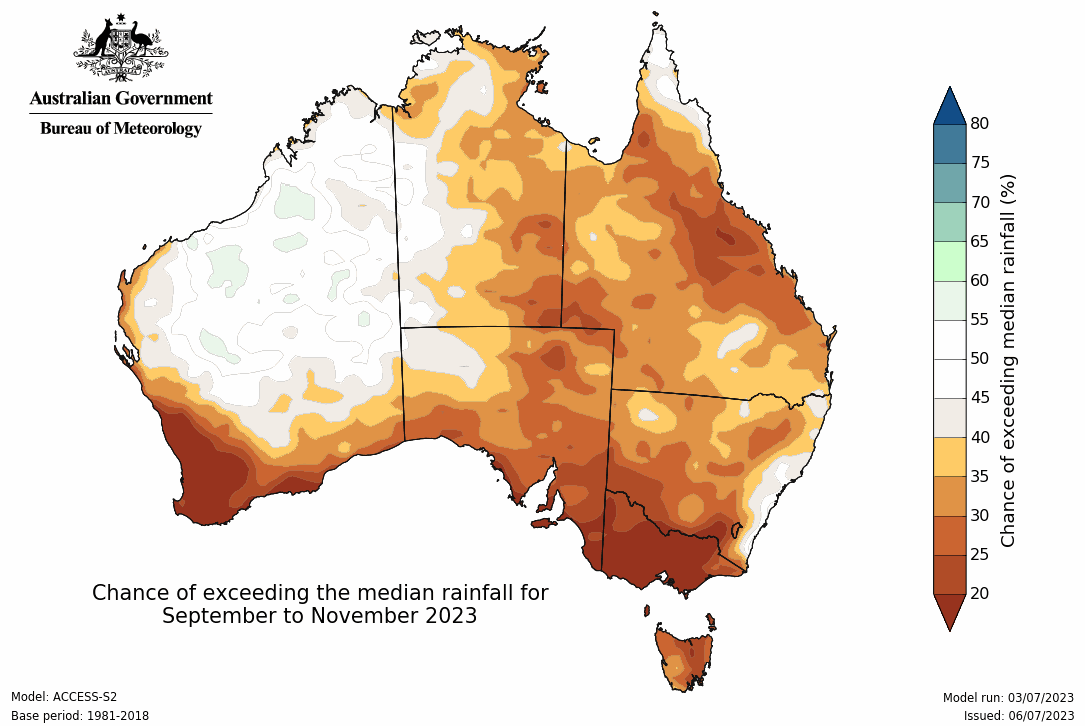 AUSTRALIA
Australian Government
Bureau of Meteorology
80
75
70
65
60
55
50
45
40
35
30
25
20
Chance of exceeding median rainfall (%)
Chance of exceeding the median rainfall for
September to November 2023
Model: ACCESS-S2
Base period: 1981-2018
Model run: 03/07/2023
Issued: 06/07/2023